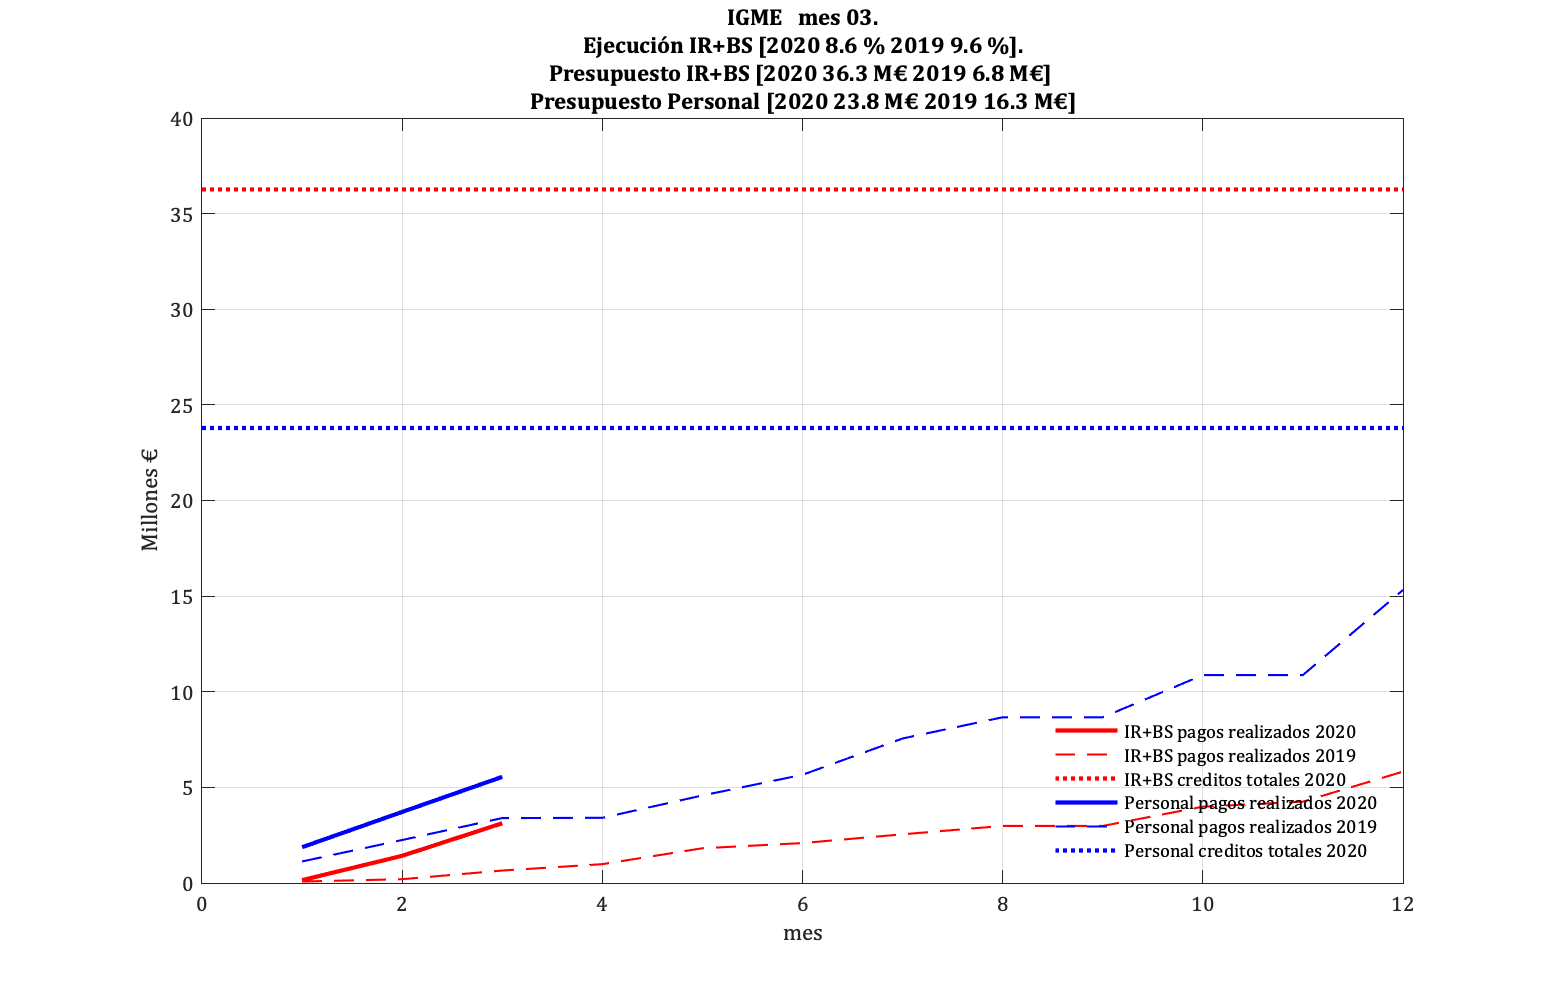 IGME mes 03.
Ejecución IR+BS [2020 8.6 % 2019 9.6 %].
Presupuesto IR+BS [2020 36.3 M€ 2019 6.8 M€]
Presupuesto Personal [2020 23.8 M€ 2019 16.3 M€]
40
35
30
25
20
15
10
5
0
Millones €
IR+BS pagos realizados 2020
IR+BS pagos realizados 2019
IR+BS creditos totales 2020
Personal pagos realizados 2020
Personal pagos realizados 2019
Personal creditos totales 2020
0 2 4 6 8 10 12
mes